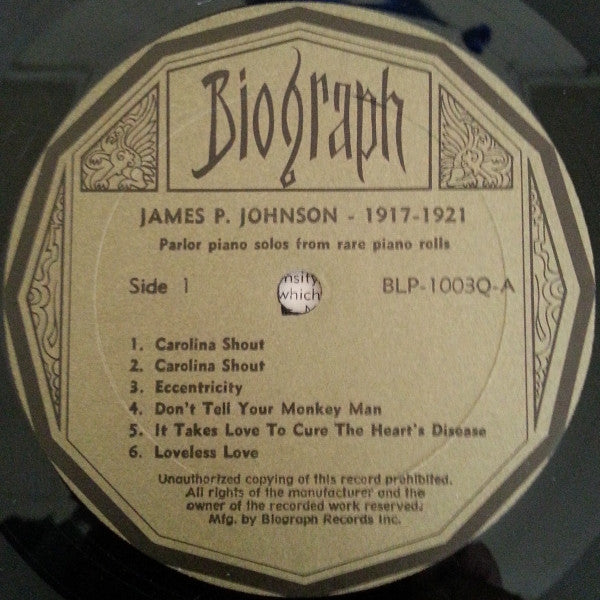 Biograph
JAMES P. JOHNSON - 1917-1921
Parlor piano solos from rare piano rolls
Side 1
nsity
which
BLP-1003Q-A
1. Carolina Shout
2. Carolina Shout
3. Eccentricity
4. Don't Tell Your Monkey Man
5. It Takes Love To Cure The Heart's Disease
6. Loveless Love
Unauthorized copying of this record prohibited.
All rights of the manufacturer and the
owner of the recorded work reserved.
Mfg. by Biograph Records Inc.